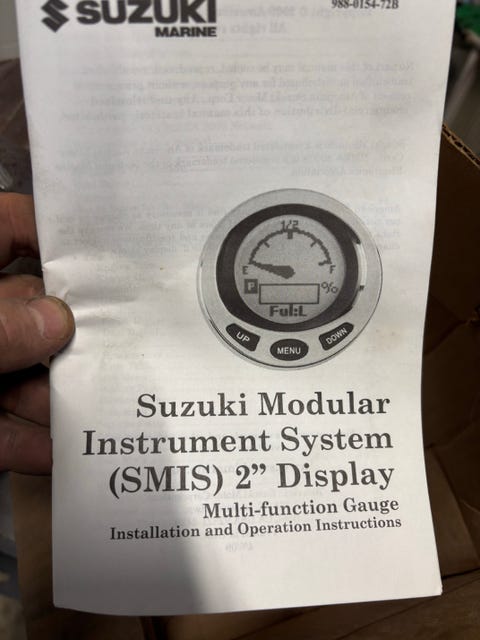 SUZUKI
MARINE
988-0154-72B
1/2
E
F
P
%
FuL:L
UP
MENU
DOWN
Suzuki Modular
Instrument System
(SMIS) 2” Display
Multi-function Gauge
Installation and Operation Instructions